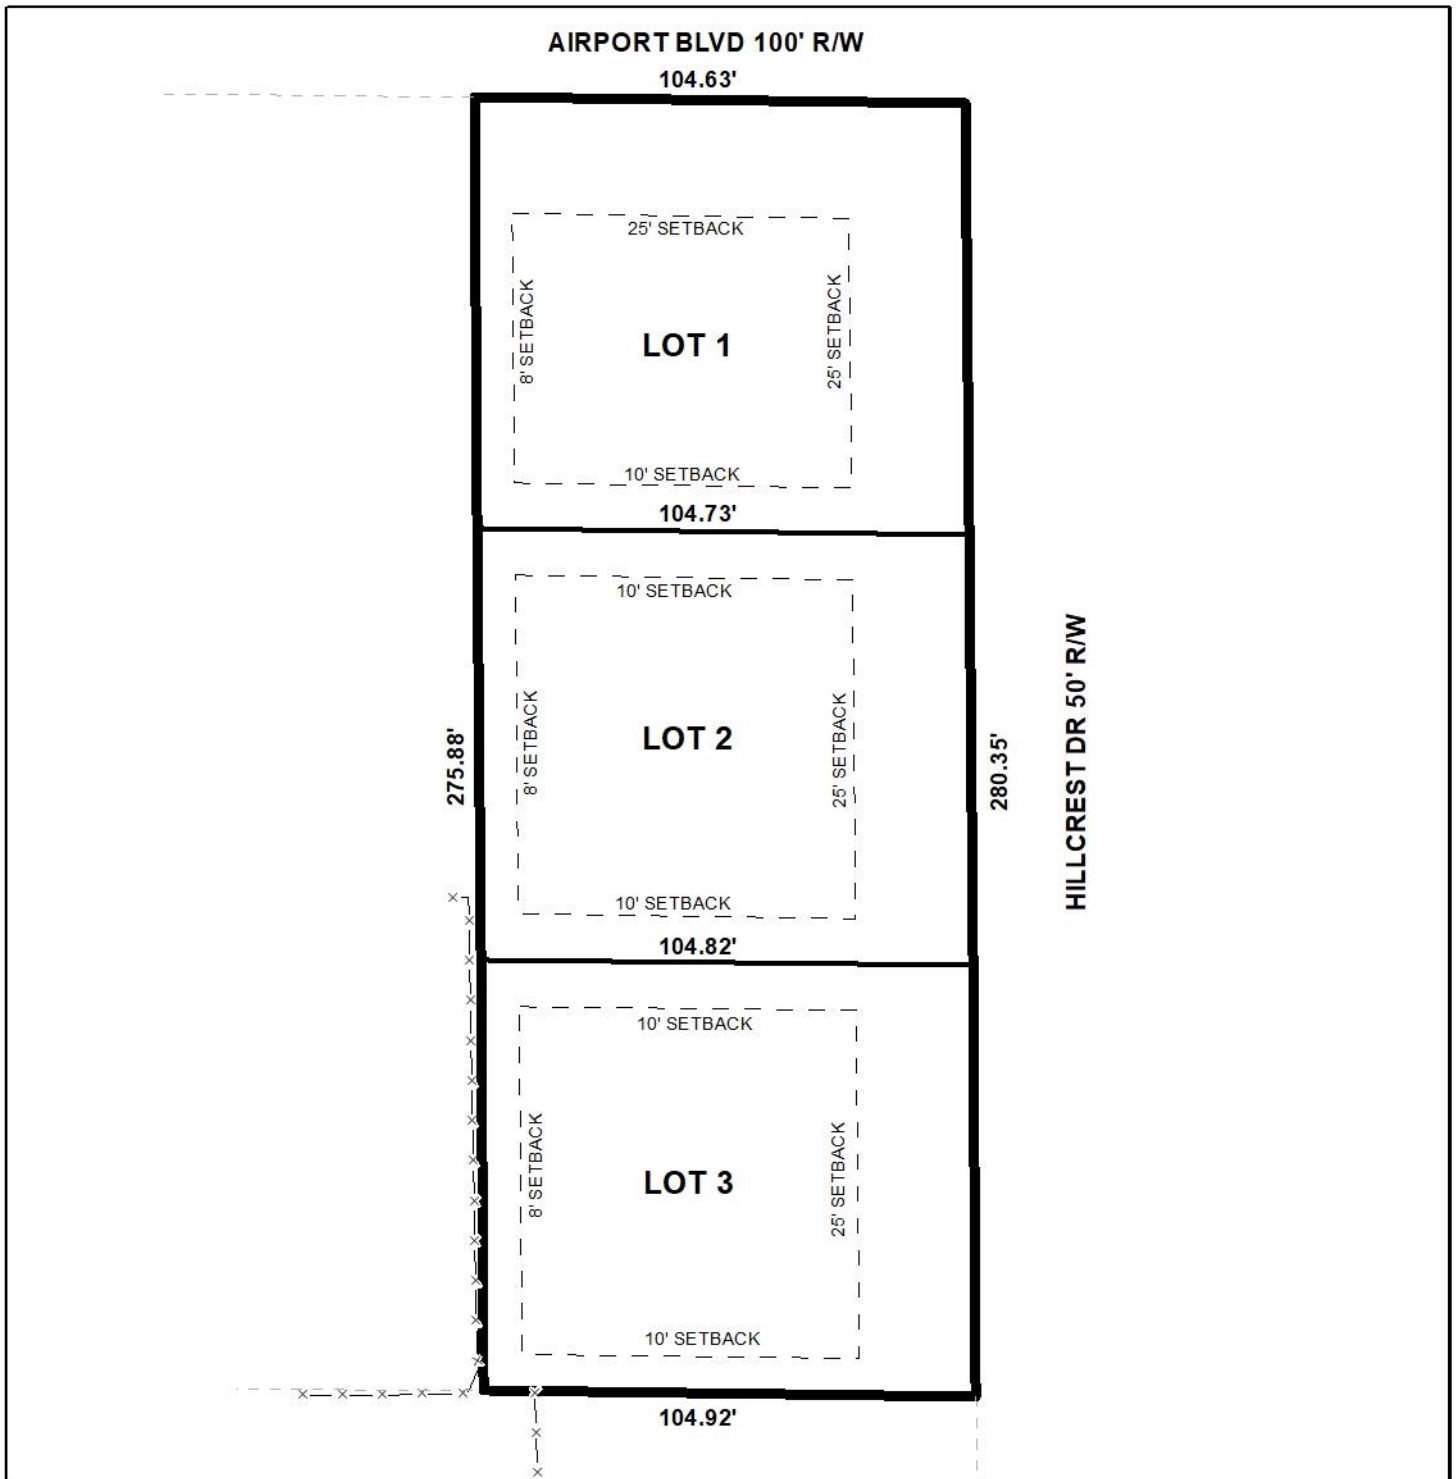 AIRPORT BLVD 100' R/W
104.63'
25' SETBACK
8' SETBACK
25' SETBACK
LOT 1
10' SETBACK
104.73'
10' SETBACK
8' SETBACK
25' SETBACK
LOT 2
275.88'
280.35'
HILLCREST DR 50' R/W
10' SETBACK
104.82'
10' SETBACK
8' SETBACK
25' SETBACK
LOT 3
10' SETBACK
104.92'